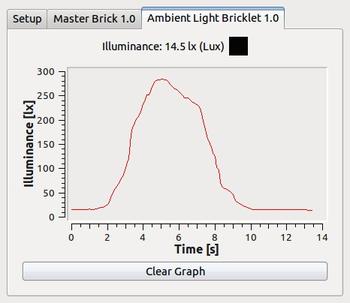 Setup Master Brick 1.0 Ambient Light Bricklet 1.0
Illuminance: 14.5 lx (Lux)
Illuminance [lx]
300
250
200
150
100
50
0
0 2 4 6 8 10 12 14
Time [s]
Clear Graph